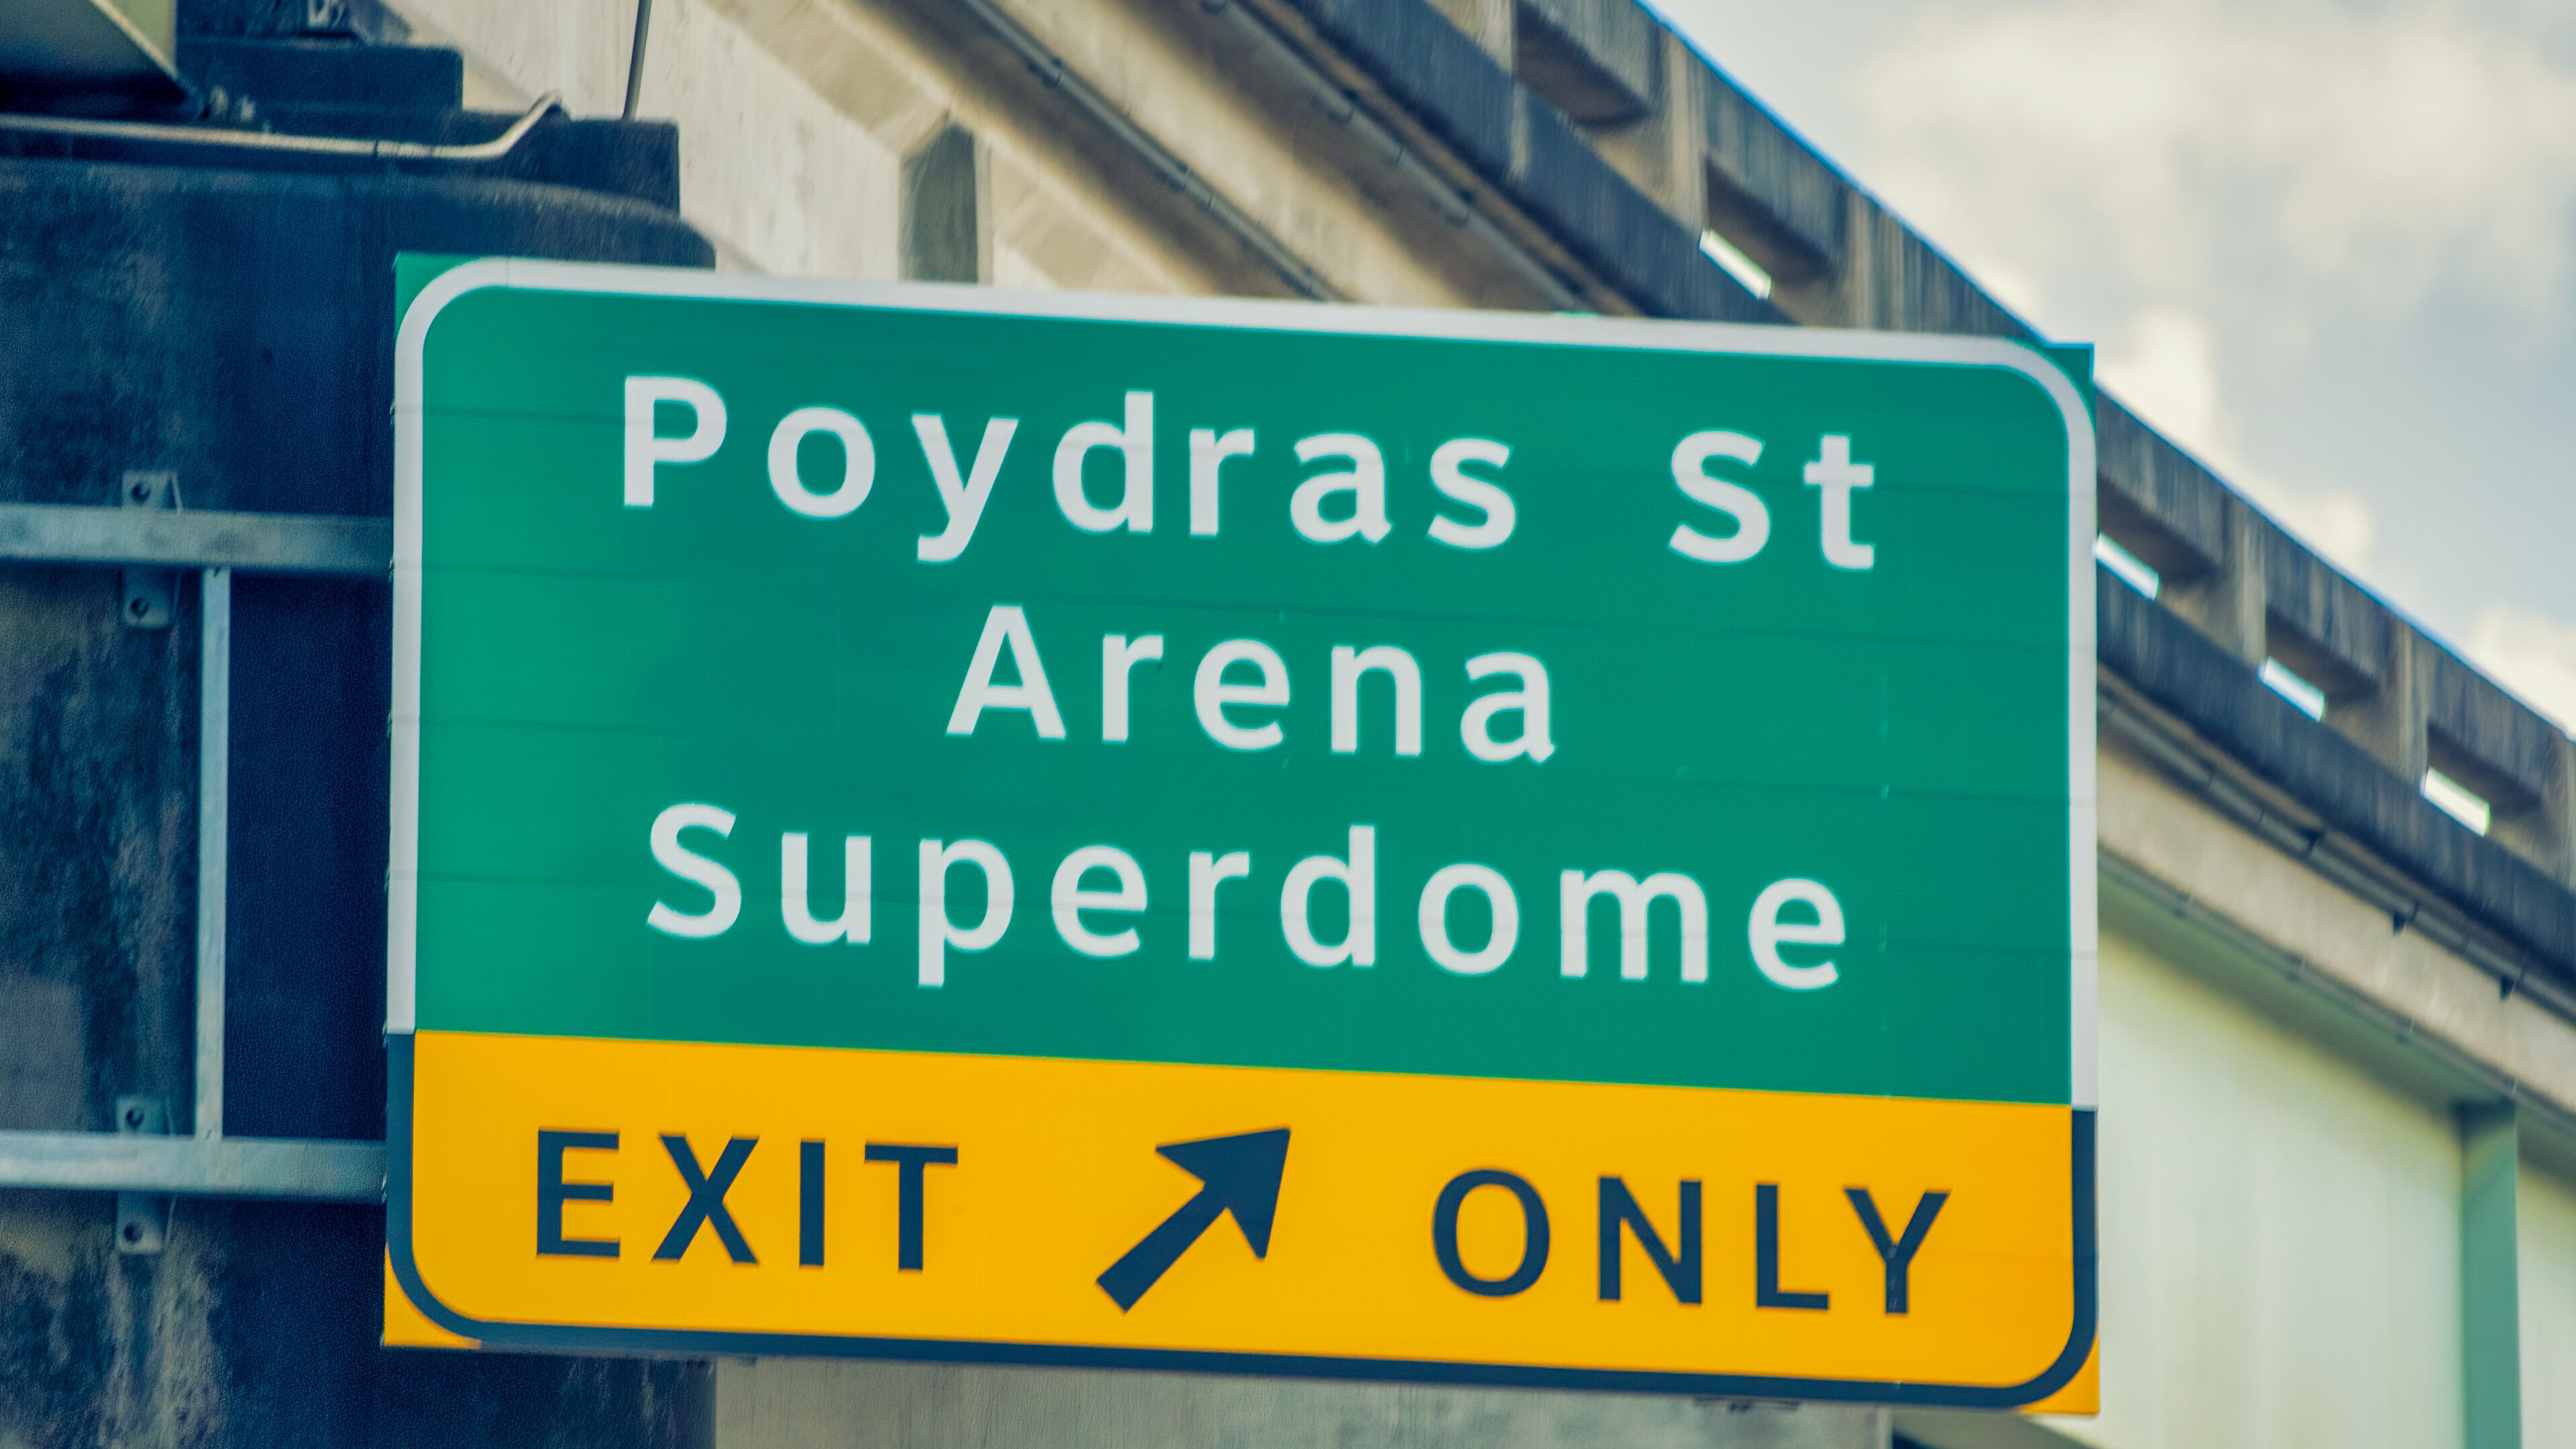 Poydras St
Arena
Superdome
EXIT ONLY